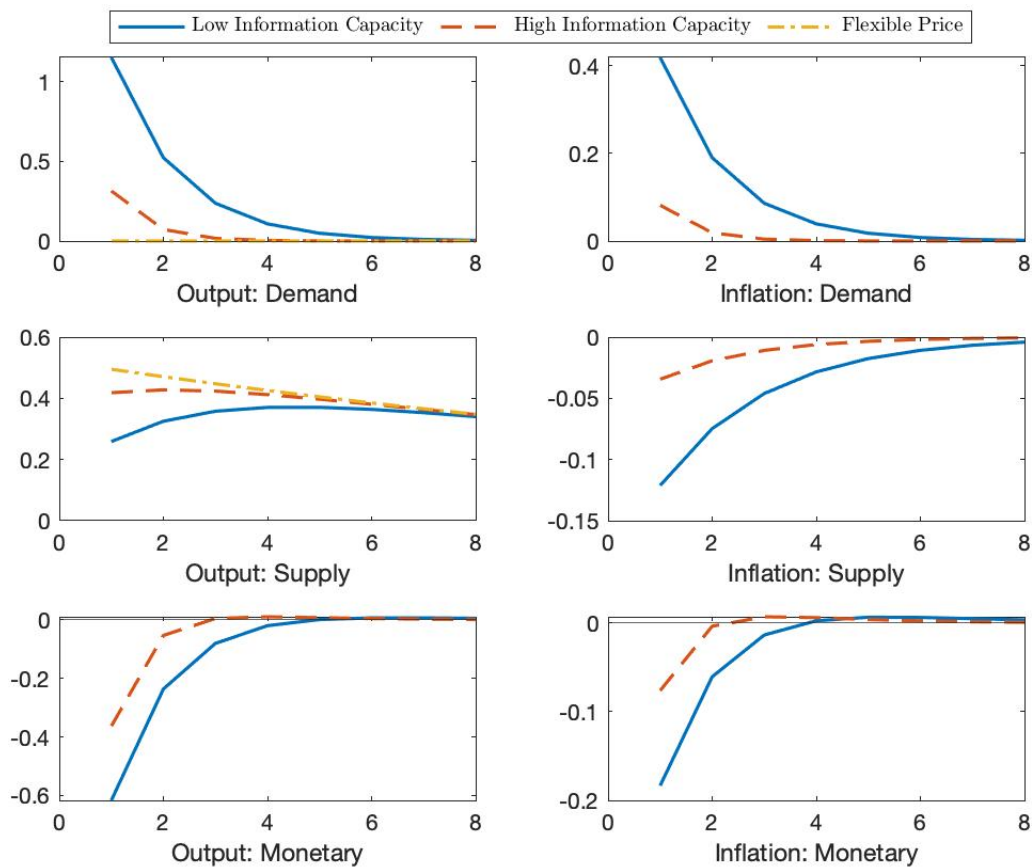 Low Information Capacity High Information Capacity Flexible Price
1
0.5
0
0 2 4 6 8
Output: Demand
0.4
0.2
0
0 2 4 6 8
Inflation: Demand
0.6
0.4
0.2
0
0 2 4 6 8
Output: Supply
0
-0.05
-0.1
-0.15
0 2 4 6 8
Inflation: Supply
0
-0.2
-0.4
-0.6
0 2 4 6 8
Output: Monetary
0
-0.1
-0.2
0 2 4 6 8
Inflation: Monetary